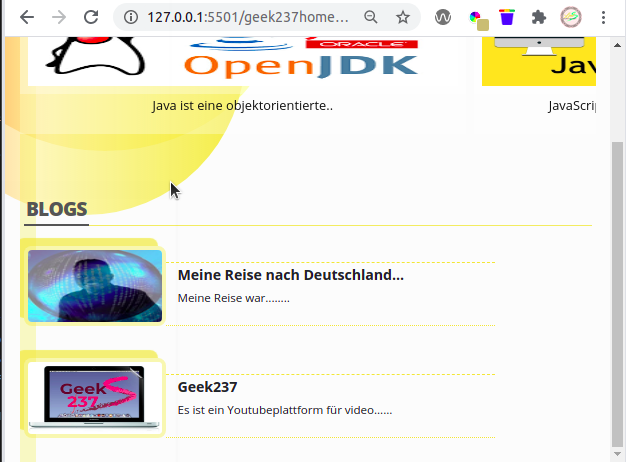 127.0.0.1:5501/geek237home...
ORACLE
OpenJDK
Jav
Java ist eine objektorientierte..
JavaScrip
BLOGS
Meine Reise nach Deutschland...
Meine Reise war........
GeekS
237
Geek237
Es ist ein Youtubeplattform für video......